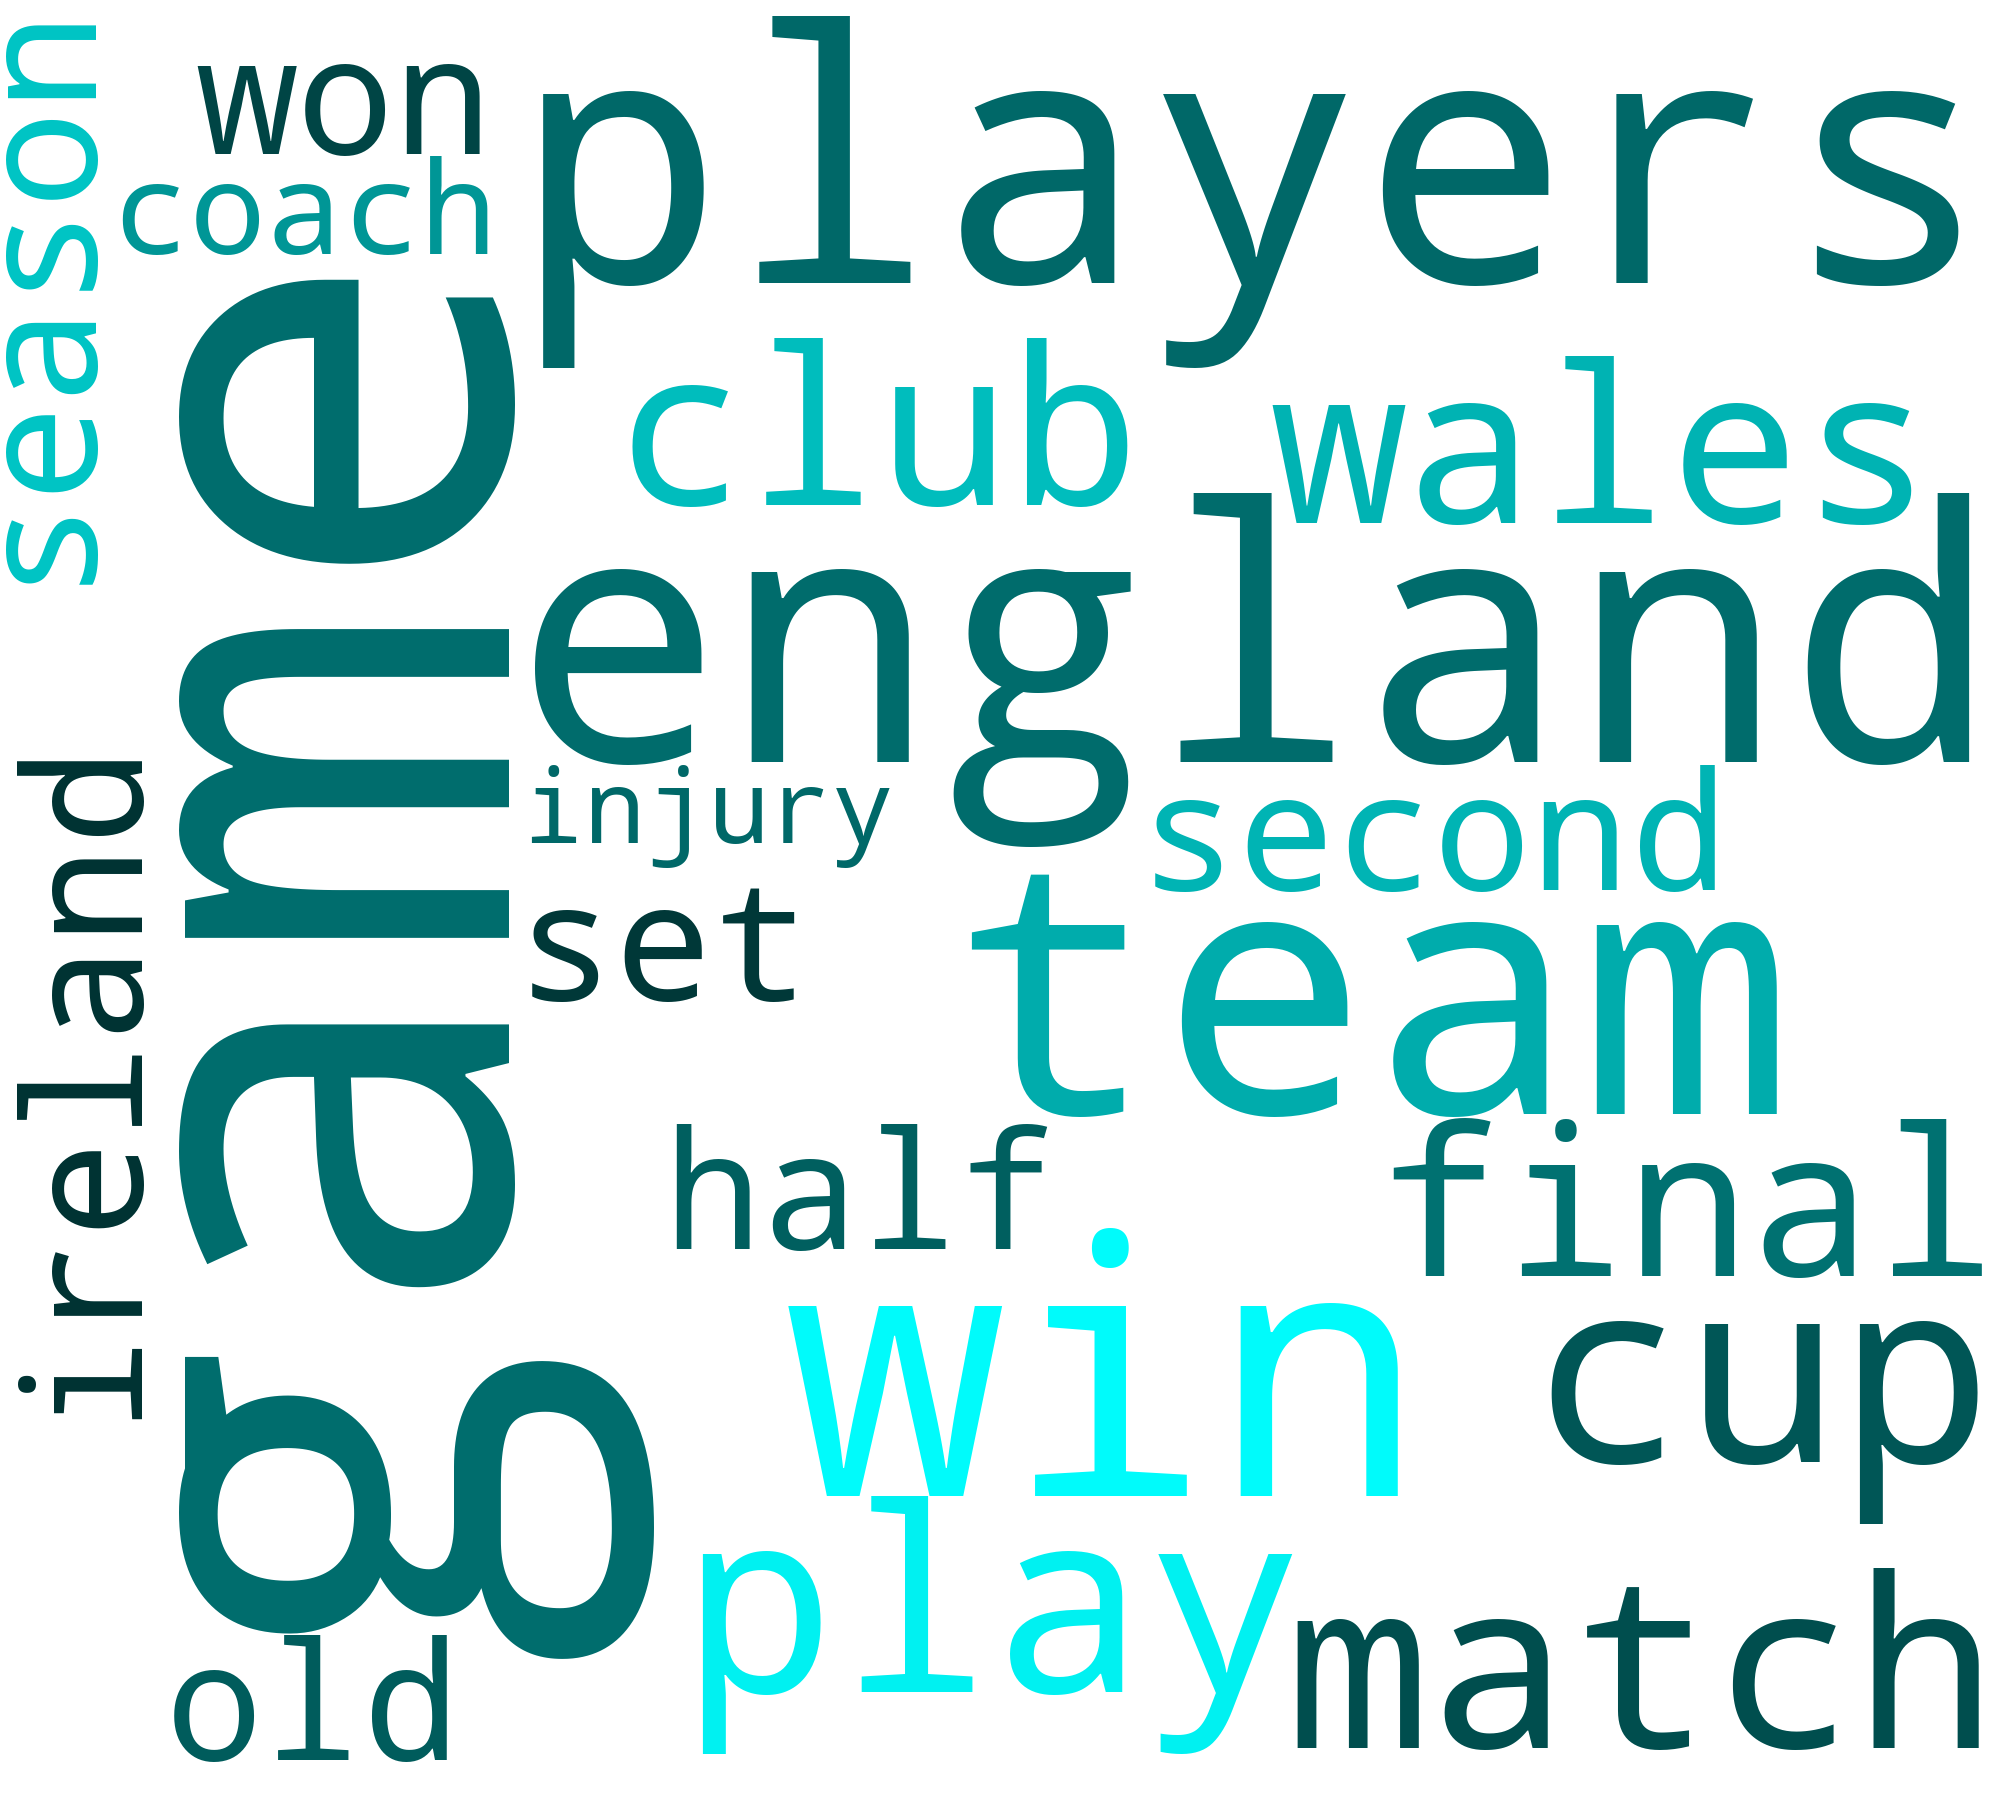 season
won
players
coach
game
club
wales
england
injury
second
ireland
set
team
half
final
win
cup
play
match
old